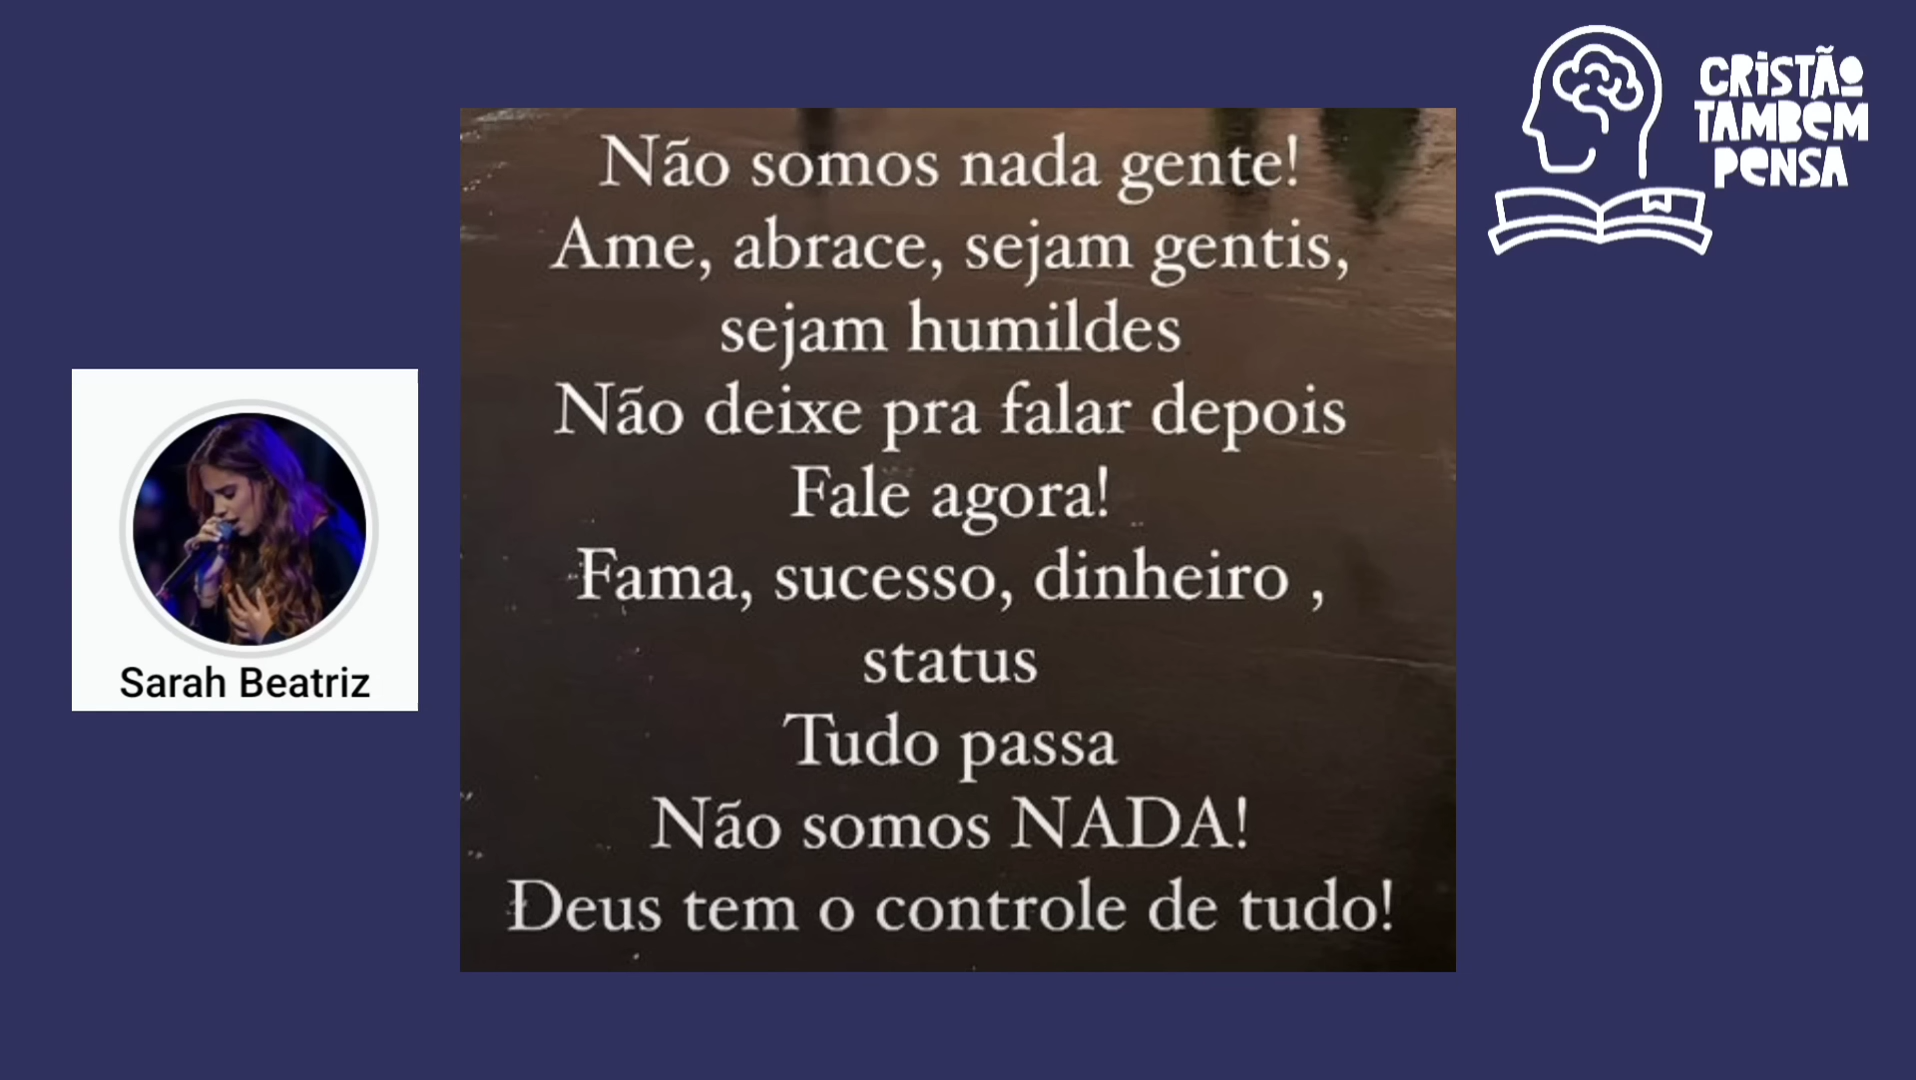 CRISTÃO
TAMBÉM
PENSA
Não somos nada gente!
Ame, abrace, sejam gentis,
sejam humildes
Não deixe pra falar depois
Fale agora!
Fama, sucesso, dinheiro ,
status
Tudo passa
Não somos NADA!
Deus tem o controle de tudo!
Sarah Beatriz